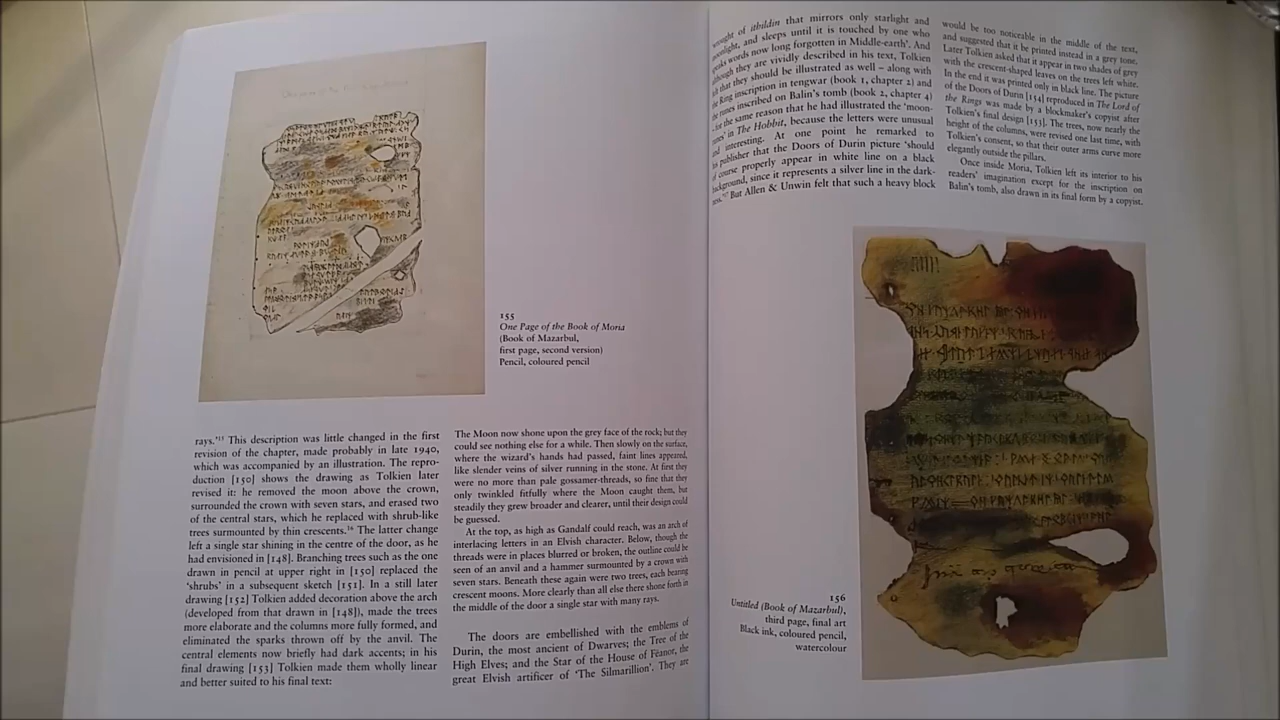 155
One Page of the Book of Moria
(Book of Mazarbul,
first page, second version)
Pencil, coloured pencil
rays.'¹⁵ This description was little changed in the first
revision of the chapter, made probably in late 1940,
which was accompanied by an illustration. The repro-
duction [150] shows the drawing as Tolkien later
revised it: he removed the moon above the crown,
surrounded the crown with seven stars, and erased two
of the central stars, which he replaced with shrub-like
trees surmounted by thin crescents.¹⁶ The latter change
left a single star shining in the centre of the door, as he
had envisioned in [148]. Branching trees such as the one
drawn in pencil at upper right in [150] replaced the
'shrubs' in a subsequent sketch [151]. In a still later
drawing [152] Tolkien added decoration above the arch
(developed from that drawn in [148]), made the trees
more elaborate and the columns more fully formed, and
eliminated the sparks thrown off by the anvil. The
central elements now briefly had dark accents; in his
final drawing [153] Tolkien made them wholly linear
and better suited to his final text:
The Moon now shone upon the grey face of the rock; but they
could see nothing else for a while. Then slowly on the surface,
where the wizard's hands had passed, faint lines appeared,
like slender veins of silver running in the stone. At first they
were no more than pale gossamer-threads, so fine that they
only twinkled fitfully where the Moon caught them, but
steadily they grew broader and clearer, until their design could
be guessed.
At the top, as high as Gandalf could reach, was an arch of
interlacing letters in an Elvish character. Below, though the
threads were in places blurred or broken, the outline could be
seen of an anvil and a hammer surmounted by a crown with
seven stars. Beneath these again were two trees, each bearing
crescent moons. More clearly than all else there shone forth in
the middle of the door a single star with many rays.
The doors are embellished with the emblems of
Durin, the most ancient of Dwarves; the Tree of the
High Elves; and the Star of the House of Fëanor, the
great Elvish artificer of 'The Silmarillion'. They are
of ithildin that mirrors only starlight and
and sleeps until it is touched by one who
words now long forgotten in Middle-earth'. And
they are vividly described in his text, Tolkien
that they should be illustrated as well – along with
Ring inscription in tengwar (book 1, chapter 2) and
runes inscribed on Balin's tomb (book 2, chapter 4)
for the same reason that he had illustrated the 'moon-
in The Hobbit, because the letters were unusual
interesting. At one point he remarked to
publisher that the Doors of Durin picture 'should
course properly appear in white line on a black
background, since it represents a silver line in the dark-
But Allen & Unwin felt that such a heavy block
would be too noticeable in the middle of the text,
and suggested that it be printed instead in a grey tone.
Later Tolkien asked that it appear in two shades of grey
with the crescent-shaped leaves on the trees left white.
In the end it was printed only in black line. The picture
of the Doors of Durin [154] reproduced in The Lord of
the Rings was made by a blockmaker's copyist after
Tolkien's final design [153]. The trees, now nearly the
height of the columns, were revised one last time, with
Tolkien's consent, so that their outer arms curve more
elegantly outside the pillars.
Once inside Moria, Tolkien left its interior to his
readers' imagination except for the inscription on
Balin's tomb, also drawn in its final form by a copyist.
156
Untitled (Book of Mazarbul),
third page, final art
Black ink, coloured pencil,
watercolour